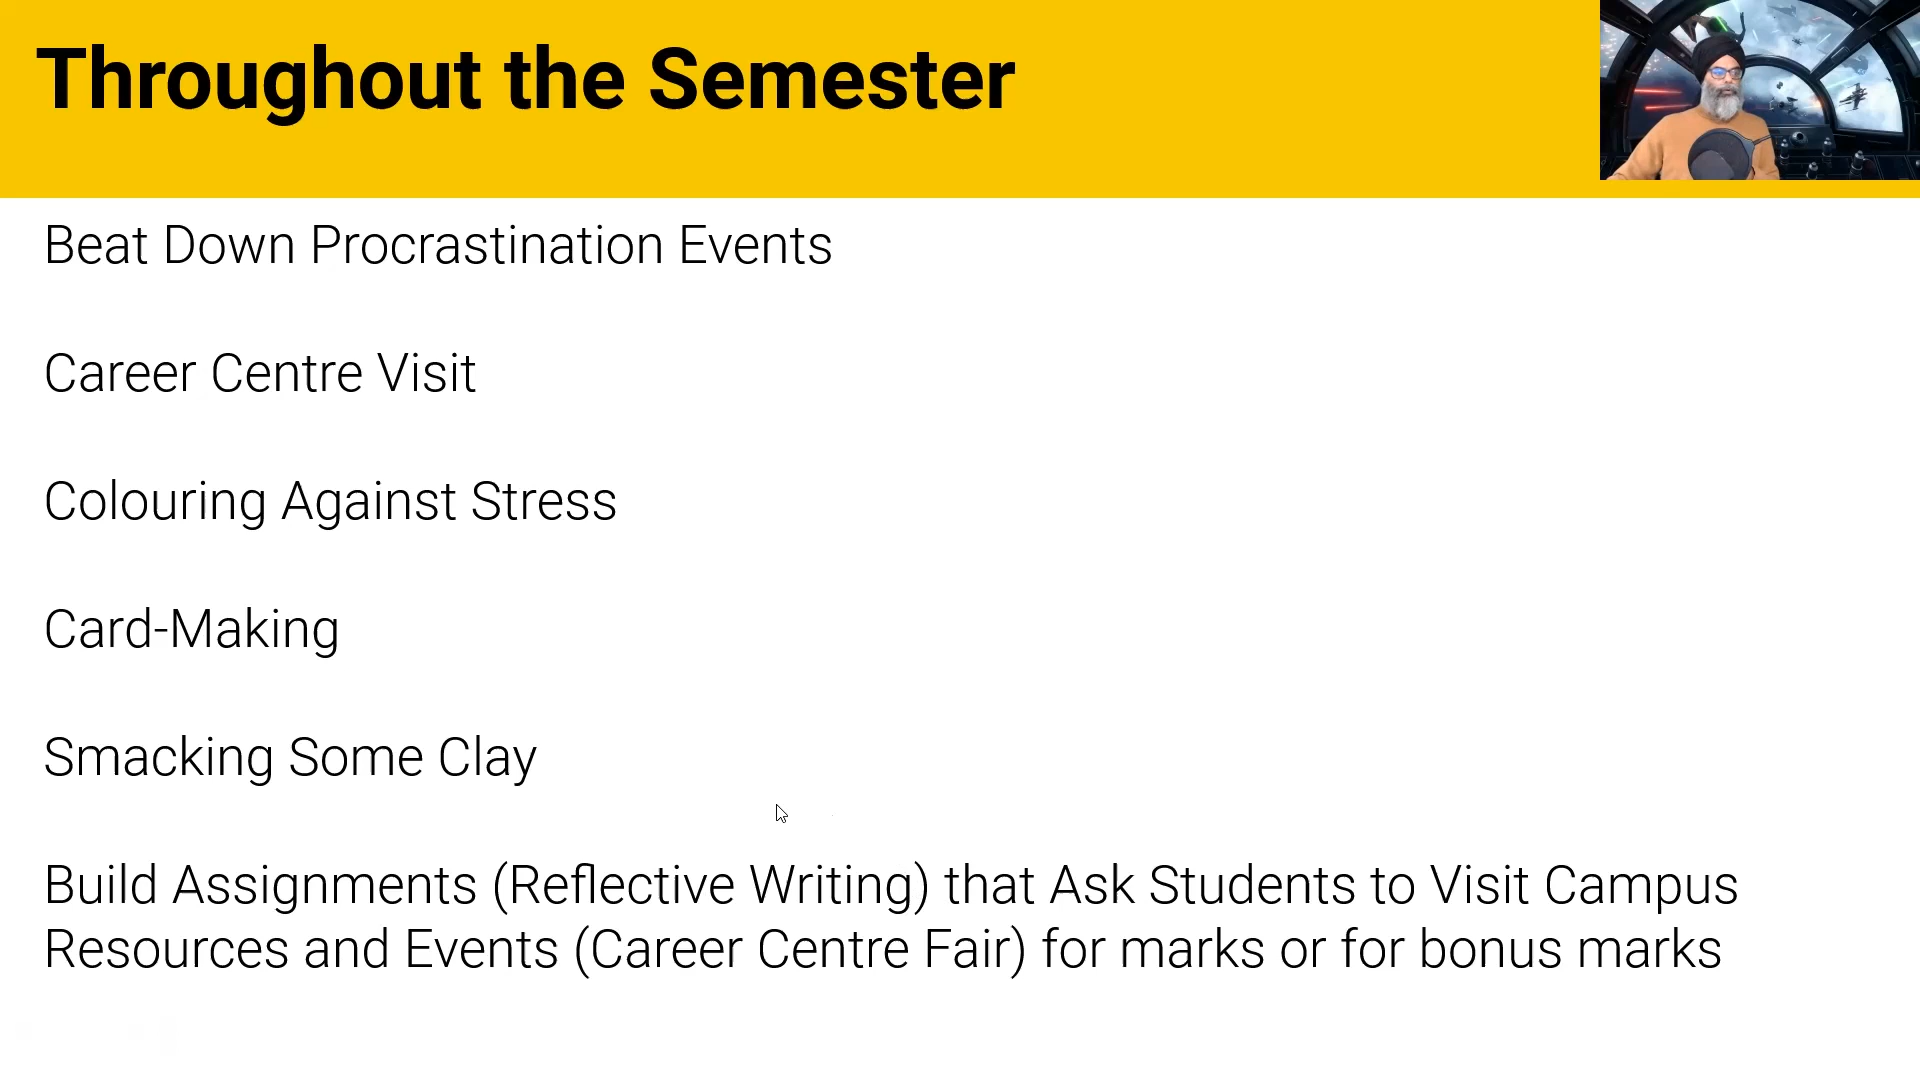 Throughout the Semester
Beat Down Procrastination Events
Career Centre Visit
Colouring Against Stress
Card-Making
Smacking Some Clay
Build Assignments (Reflective Writing) that Ask Students to Visit Campus
Resources and Events (Career Centre Fair) for marks or for bonus marks